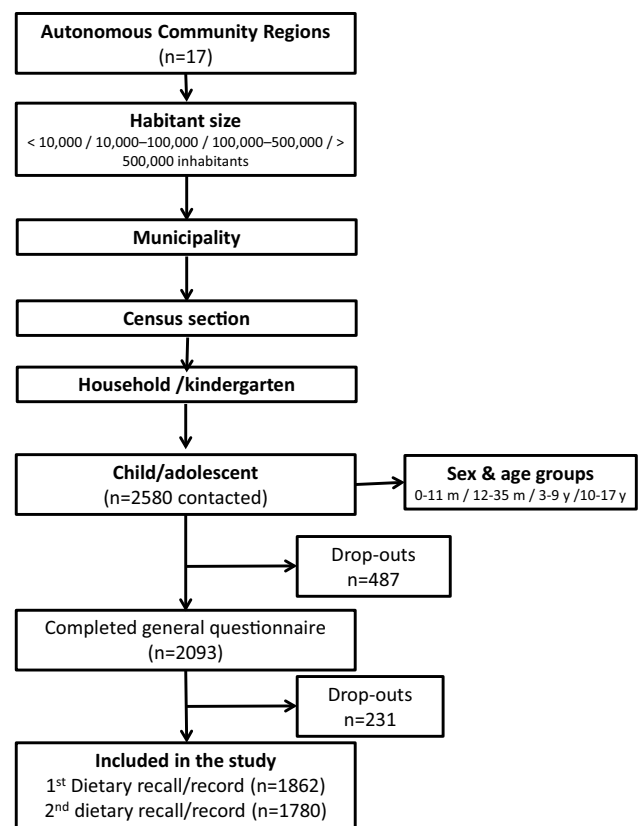 Autonomous Community Regions
(n=17)
Habitant size
< 10,000 / 10,000–100,000 / 100,000–500,000 / >
500,000 inhabitants
Municipality
Census section
Household /kindergarten
Child/adolescent
(n=2580 contacted)
Sex & age groups
0-11 m / 12-35 m / 3-9 y /10-17 y
Drop-outs
n=487
Completed general questionnaire
(n=2093)
Drop-outs
n=231
Included in the study
1st Dietary recall/record (n=1862)
2nd dietary recall/record (n=1780)